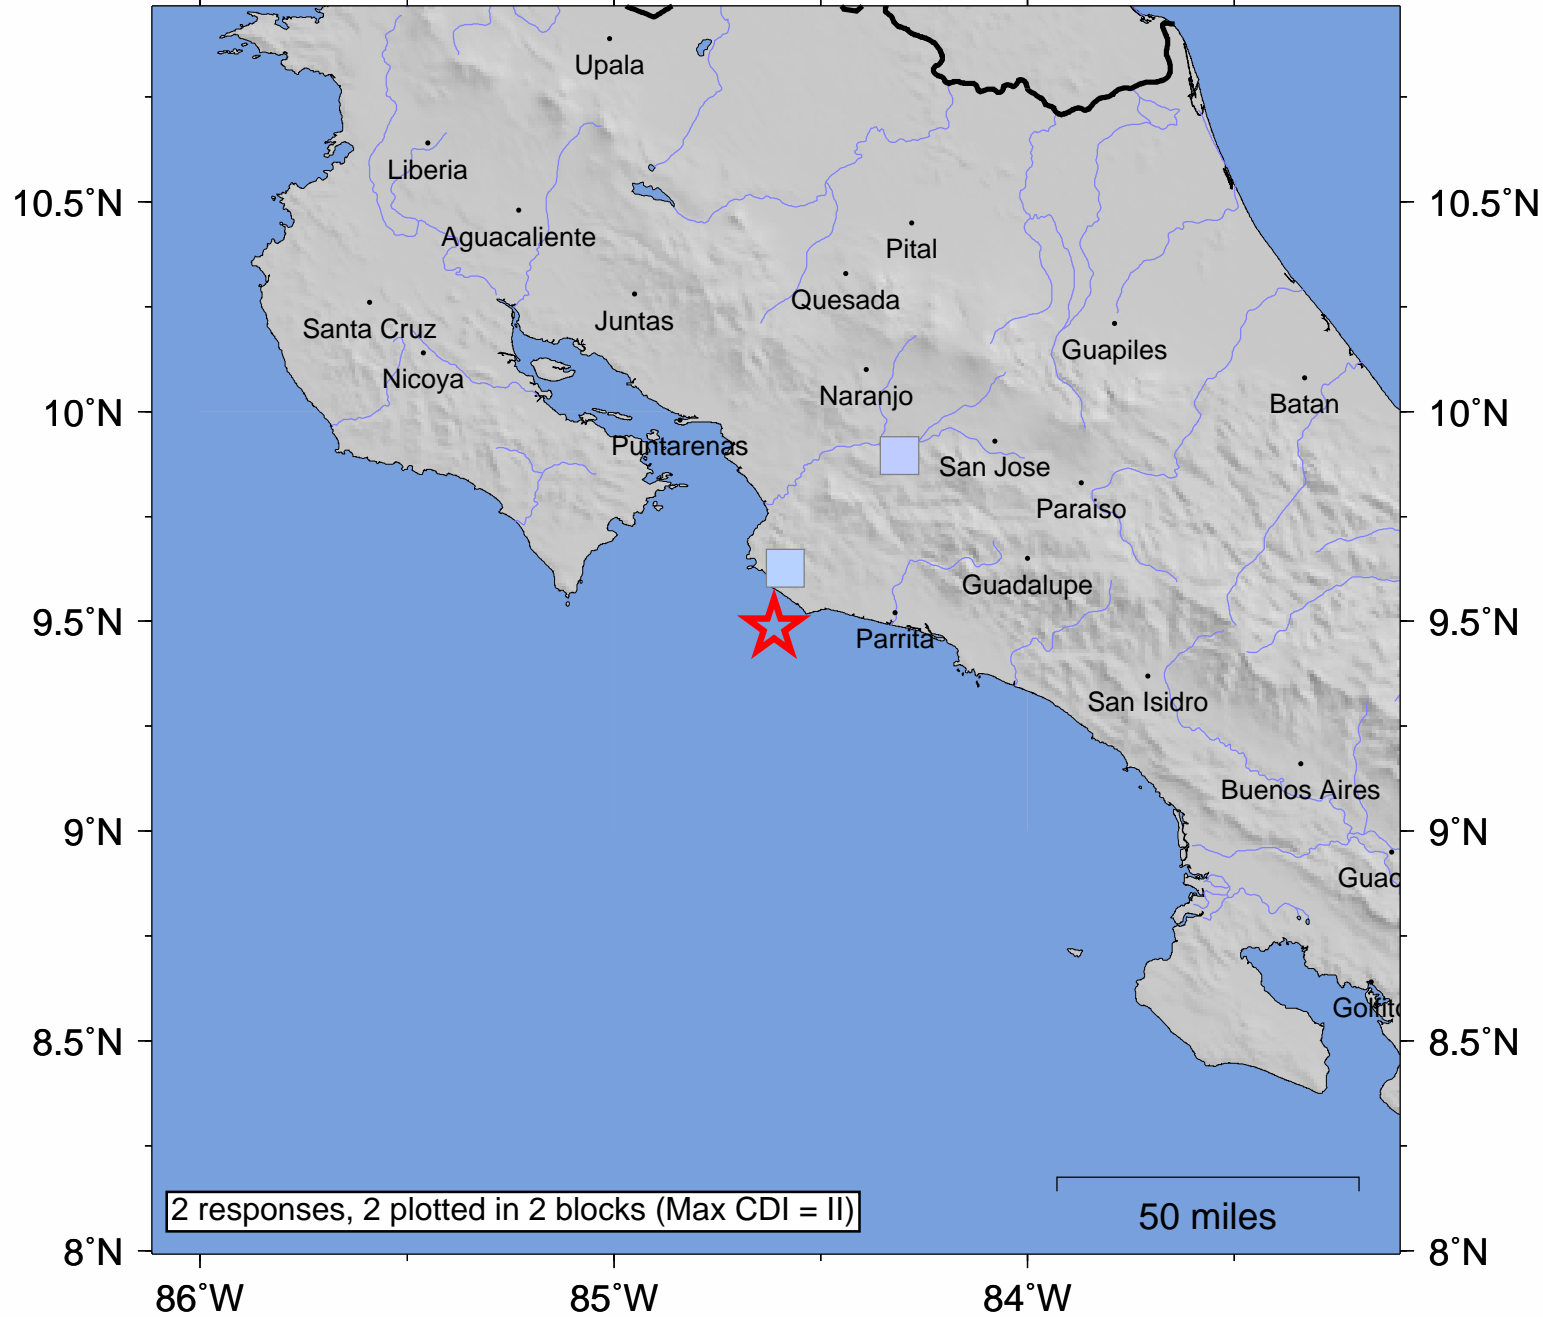 Upala
Liberia
10.5˚N
10.5˚N
Aguacaliente
Pital
Quesada
Santa Cruz
Juntas
Guapiles
Nicoya
Naranjo
Batan
10˚N
10˚N
Puntarenas
San Jose
Paraiso
Guadalupe
9.5˚N
9.5˚N
Parrita
San Isidro
Buenos Aires
9˚N
9˚N
Guac
Golfito
8.5˚N
8.5˚N
2 responses, 2 plotted in 2 blocks (Max CDI = II)
50 miles
8˚N
8˚N
86˚W
85˚W
84˚W